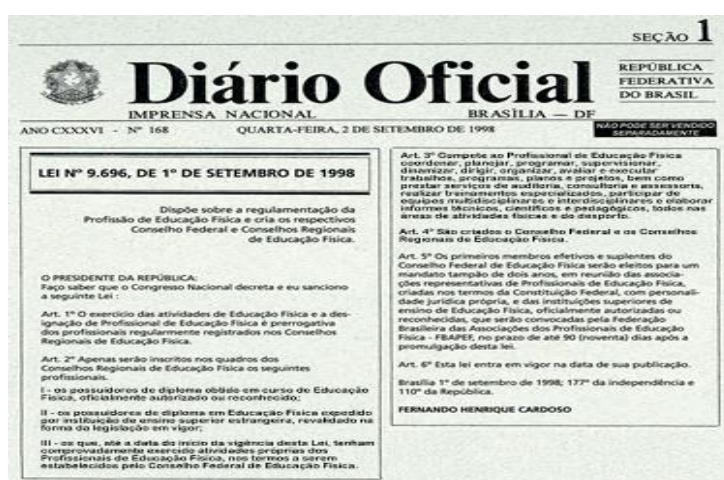 SEÇÃO 1
Diário Oficial
REPÚBLICA
FEDERATIVA
DO BRASIL
IMPRENSA NACIONAL BRASÍLIA — DF
ANO CXXXVI - Nº 168 QUARTA-FEIRA, 2 DE SETEMBRO DE 1998
NÃO PODE SER VENDIDO
SEPARADAMENTE
LEI Nº 9.696, DE 1º DE SETEMBRO DE 1998
Dispõe sobre a regulamentação da
Profissão de Educação Física e cria os respectivos
Conselho Federal e Conselhos Regionais
de Educação Física.
O PRESIDENTE DA REPÚBLICA:
Faço saber que o Congresso Nacional decreta e eu sanciono
a seguinte Lei :
Art. 1º O exercício das atividades de Educação Física e a des-
ignação de Profissional de Educação Física é prerrogativa
dos profissionais regularmente registrados nos Conselhos
Regionais de Educação Física.
Art. 2º Apenas serão inscritos nos quadros dos
Conselhos Regionais de Educação Física os seguintes
profissionais.
I - os possuidores de diploma obtido em curso de Educação
Física, oficialmente autorizado ou reconhecido;
II - os possuidores de diploma em Educação Física expedido
por instituição de ensino superior estrangeira, revalidado na
forma da legislação em vigor;
III - os que, até a data do início da vigência desta Lei, tenham
comprovadamente exercido atividades próprias dos
Profissionais de Educação Física, nos termos a serem
estabelecidos pelo Conselho Federal de Educação Física.
Art. 3º Compete ao Profissional de Educação Física
coordenar, planejar, programar, supervisionar,
dinamizar, dirigir, organizar, avaliar e executar
trabalhos, programas, planos e projetos, bem como
prestar serviços de auditoria, consultoria e assessoria,
realizar treinamentos especializados, participar de
equipes multidisciplinares e interdisciplinares e elaborar
informes técnicos, científicos e pedagógicos, todos nas
áreas de atividades físicas e do desporto.
Art. 4º São criados o Conselho Federal e os Conselhos
Regionais de Educação Física.
Art. 5º Os primeiros membros efetivos e suplentes do
Conselho Federal de Educação Física serão eleitos para um
mandato tampão de dois anos, em reunião das associa-
ções representativas de Profissionais de Educação Física,
criadas nos termos da Constituição Federal, com personali-
dade jurídica própria, e das instituições superiores de
ensino de Educação Física, oficialmente autorizadas ou
reconhecidas, que serão convocadas pela Federação
Brasileira das Associações dos Profissionais de Educação
Física - FBAPEF, no prazo de até 90 (noventa) dias após a
promulgação desta lei.
Art. 6º Esta lei entra em vigor na data de sua publicação.
Brasília 1º de setembro de 1998; 177º da independência e
110º da República.
FERNANDO HENRIQUE CARDOSO